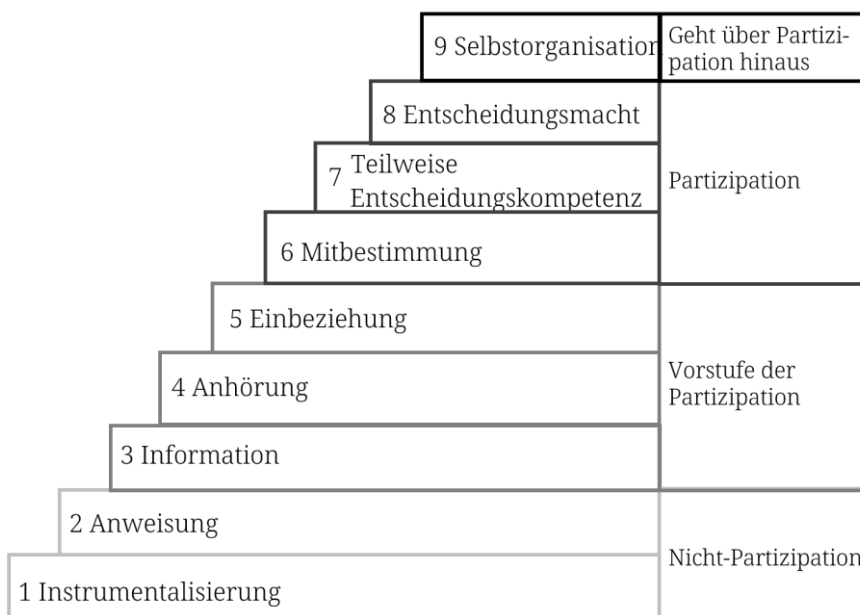 9 Selbstorganisation
Geht über Partizi-
pation hinaus
8 Entscheidungsmacht
7 Teilweise
Entscheidungskompetenz
Partizipation
6 Mitbestimmung
5 Einbeziehung
4 Anhörung
Vorstufe der
Partizipation
3 Information
2 Anweisung
Nicht-Partizipation
1 Instrumentalisierung